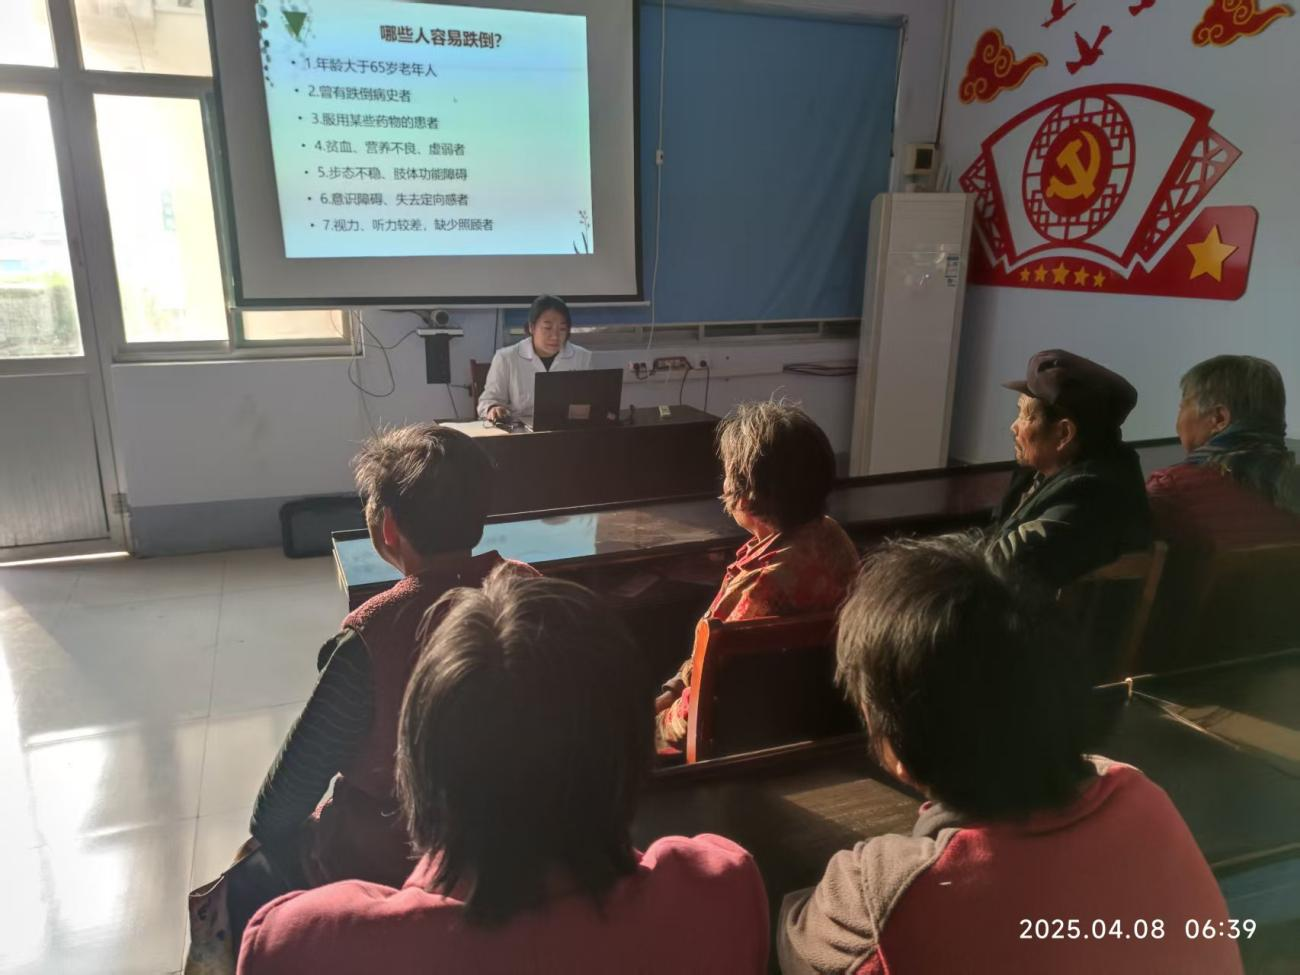 哪些人容易跌倒？
• 1.年龄大于65岁老年人
• 2.曾有跌倒病史者
• 3.服用某些药物的患者
• 4.贫血、营养不良、虚弱者
• 5.步态不稳、肢体功能障碍
• 6.意识障碍、失去定向感者
• 7.视力、听力较差，缺少照顾者
2025.04.08 06:39